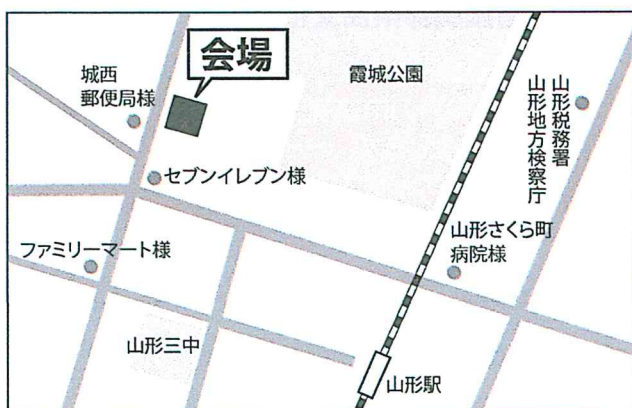 会場
城西
郵便局様
霞城公園
山形税務署
山形地方検察庁
セブンイレブン様
山形さくら町
病院様
ファミリーマート様
山形三中
山形駅